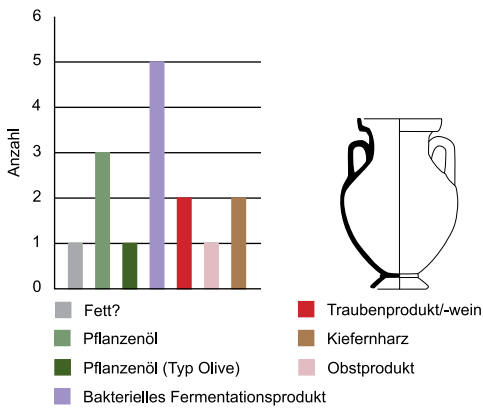 6
5
4
3
2
1
0
Anzahl
Fett?
Pflanzenöl
Pflanzenöl (Typ Olive)
Bakterielles Fermentationsprodukt
Traubenprodukt/-wein
Kiefernharz
Obstprodukt